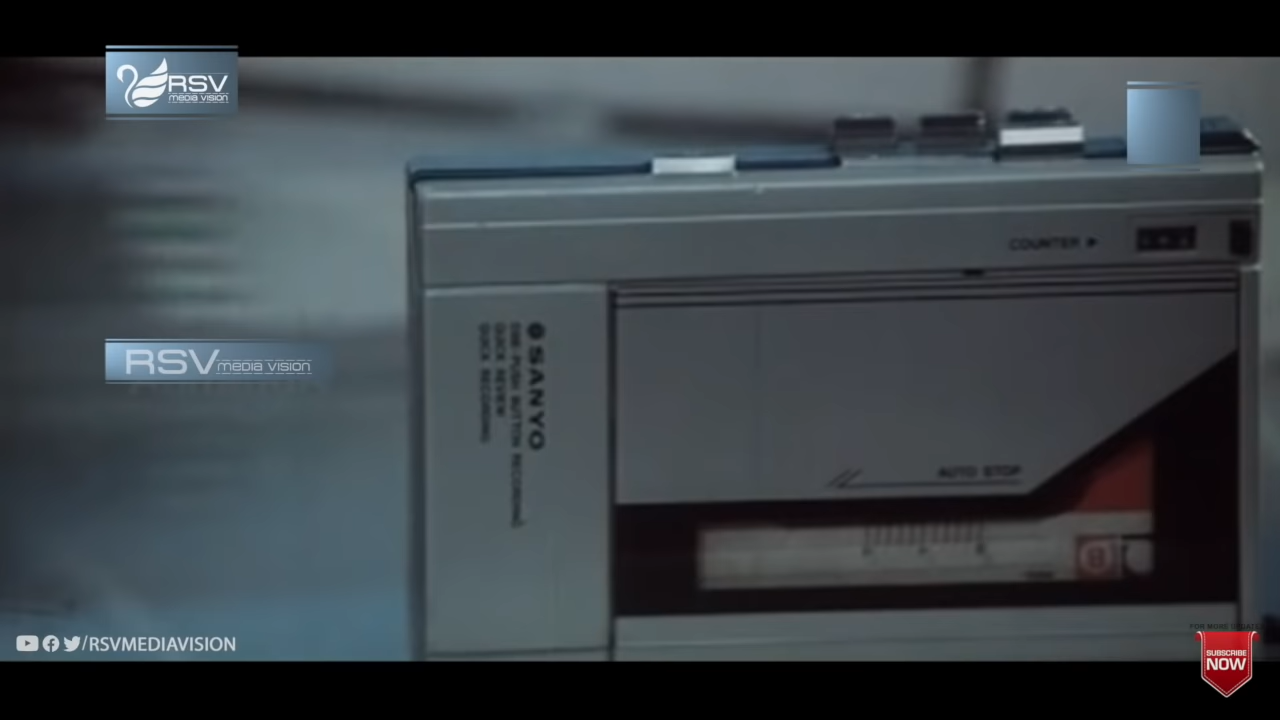 RSV
media vision
COUNTER ▶
SANYO
ONE-PUSH BUTTON RECORDING
QUICK REVIEW
QUICK RECORDING
RSV media vision
AUTO STOP
/RSVMEDIAVISION
FOR MORE UPDATE
SUBSCRIBE
NOW